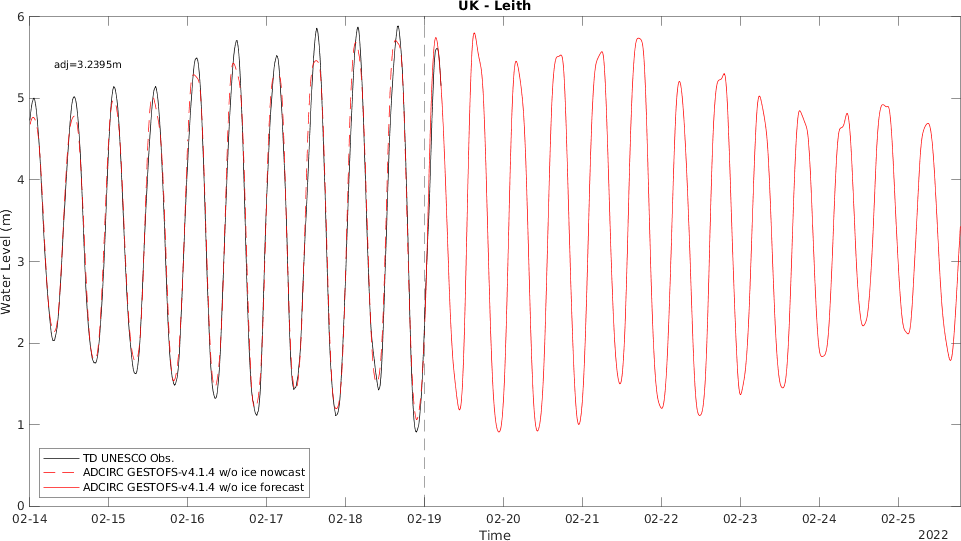 UK - Leith
adj=3.2395m
Water Level (m)
6
5
4
3
2
1
0
TD UNESCO Obs.
ADCIRC GESTOFS-v4.1.4 w/o ice nowcast
ADCIRC GESTOFS-v4.1.4 w/o ice forecast
02-14 02-15 02-16 02-17 02-18 02-19 02-20 02-21 02-22 02-23 02-24 02-25
Time
2022